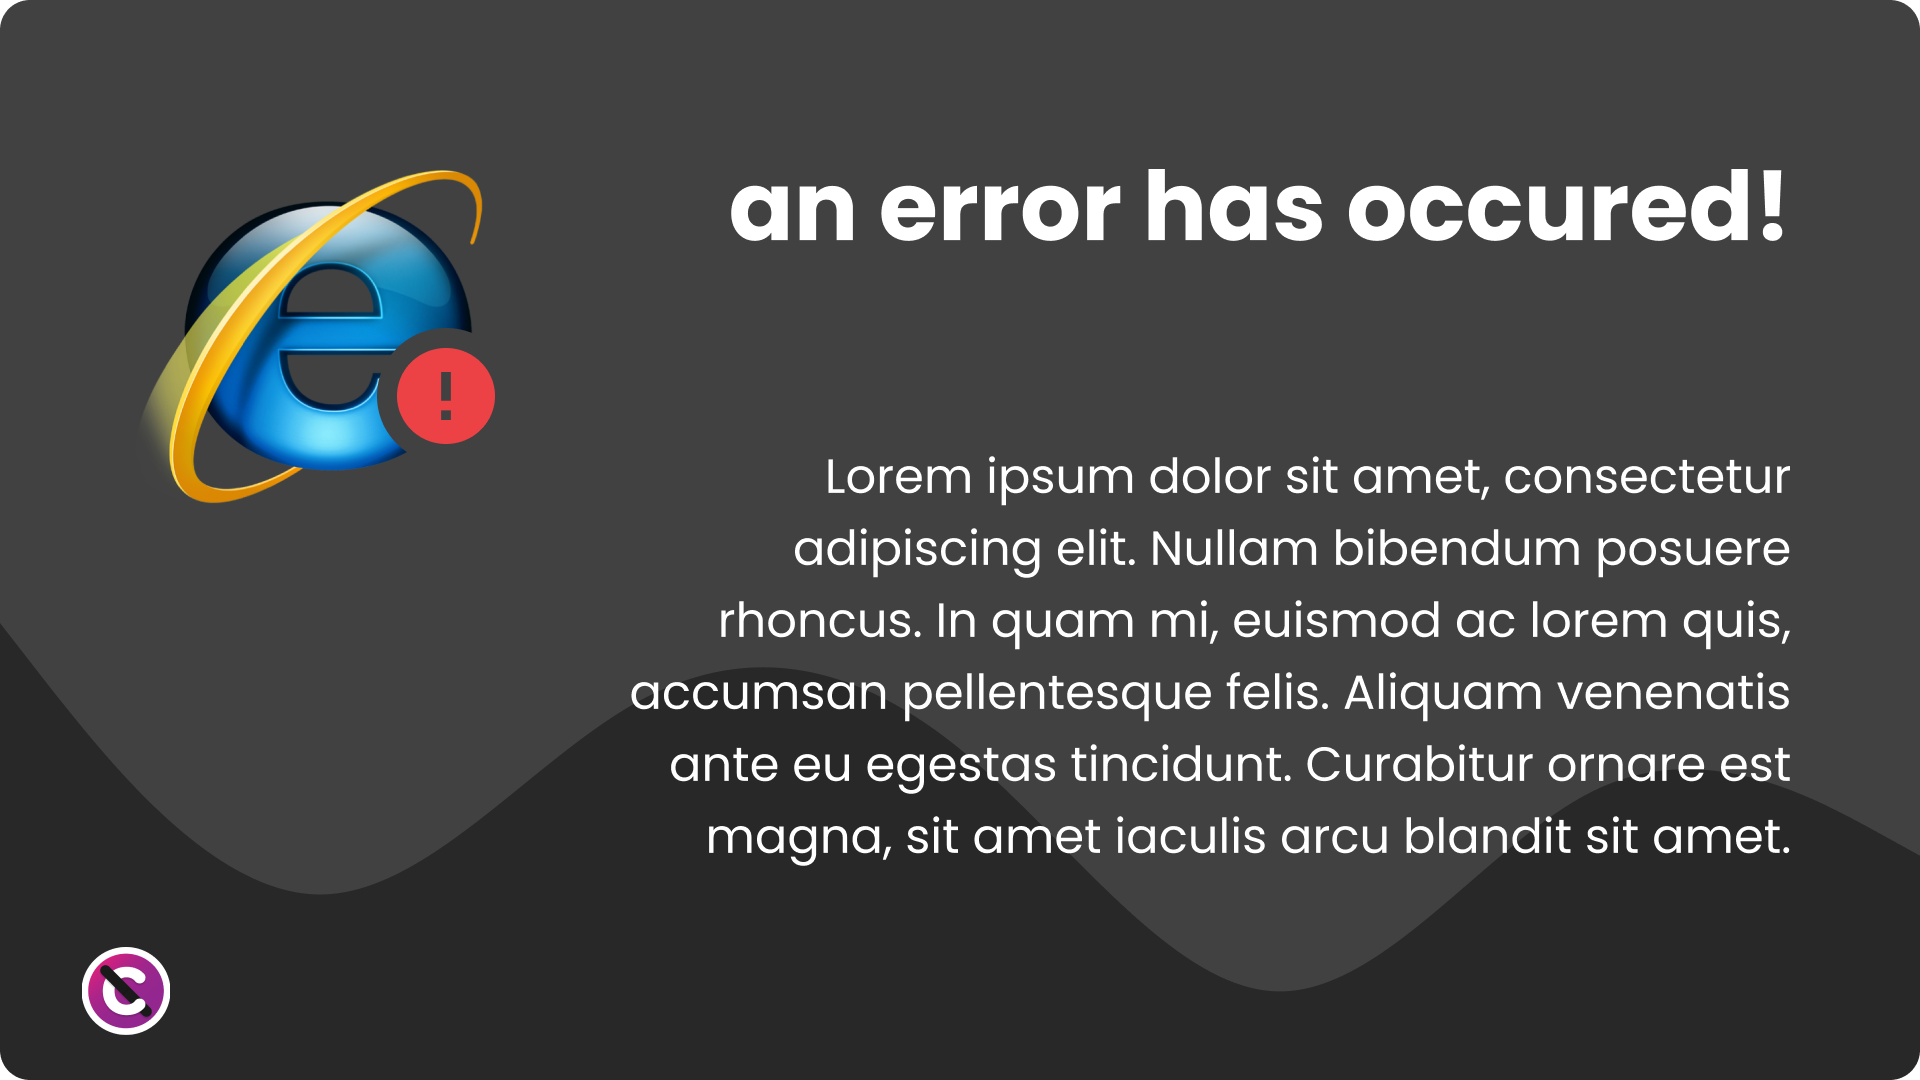 an error has occured!
Lorem ipsum dolor sit amet, consectetur
adipiscing elit. Nullam bibendum posuere
rhoncus. In quam mi, euismod ac lorem quis,
accumsan pellentesque felis. Aliquam venenatis
ante eu egestas tincidunt. Curabitur ornare est
magna, sit amet iaculis arcu blandit sit amet.